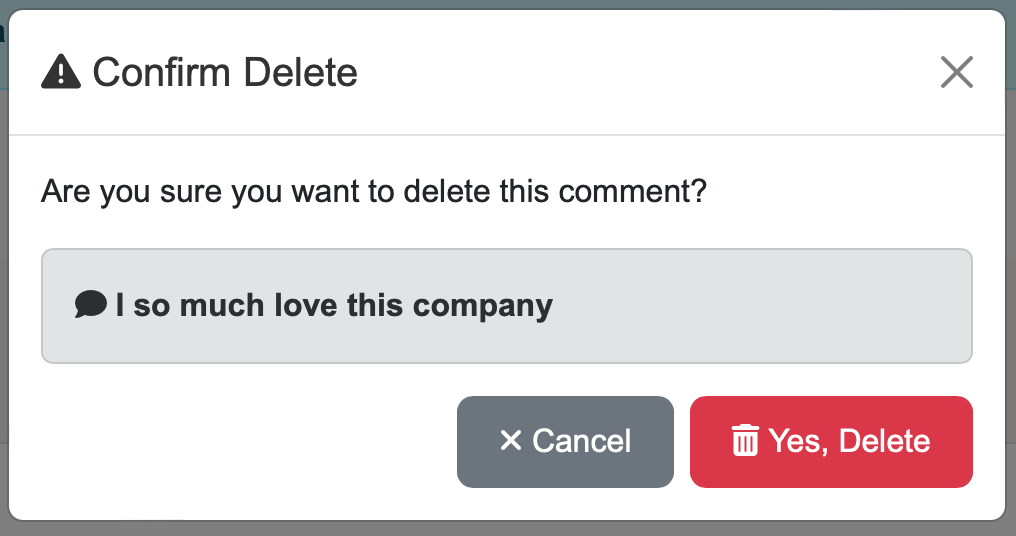 Confirm Delete
Are you sure you want to delete this comment?
I so much love this company
Cancel
Yes, Delete